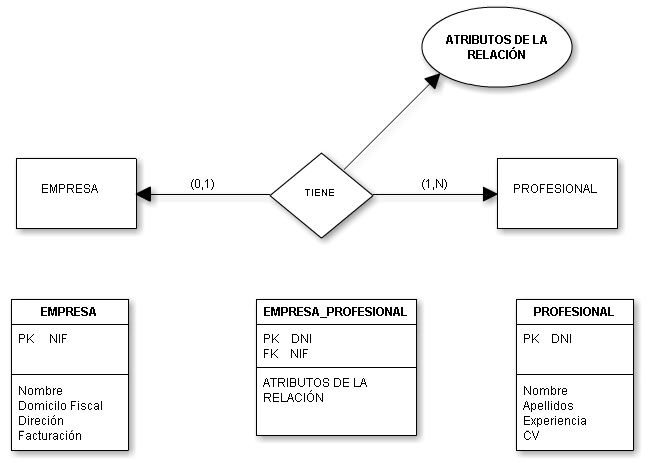 ATRIBUTOS DE LA
RELACIÓN
EMPRESA
(0,1)
TIENE
(1,N)
PROFESIONAL
EMPRESA
PK NIF
Nombre
Domicilo Fiscal
Direción
Facturación
EMPRESA_PROFESIONAL
PK DNI
FK NIF
ATRIBUTOS DE LA
RELACIÓN
PROFESIONAL
PK DNI
Nombre
Apellidos
Experiencia
CV